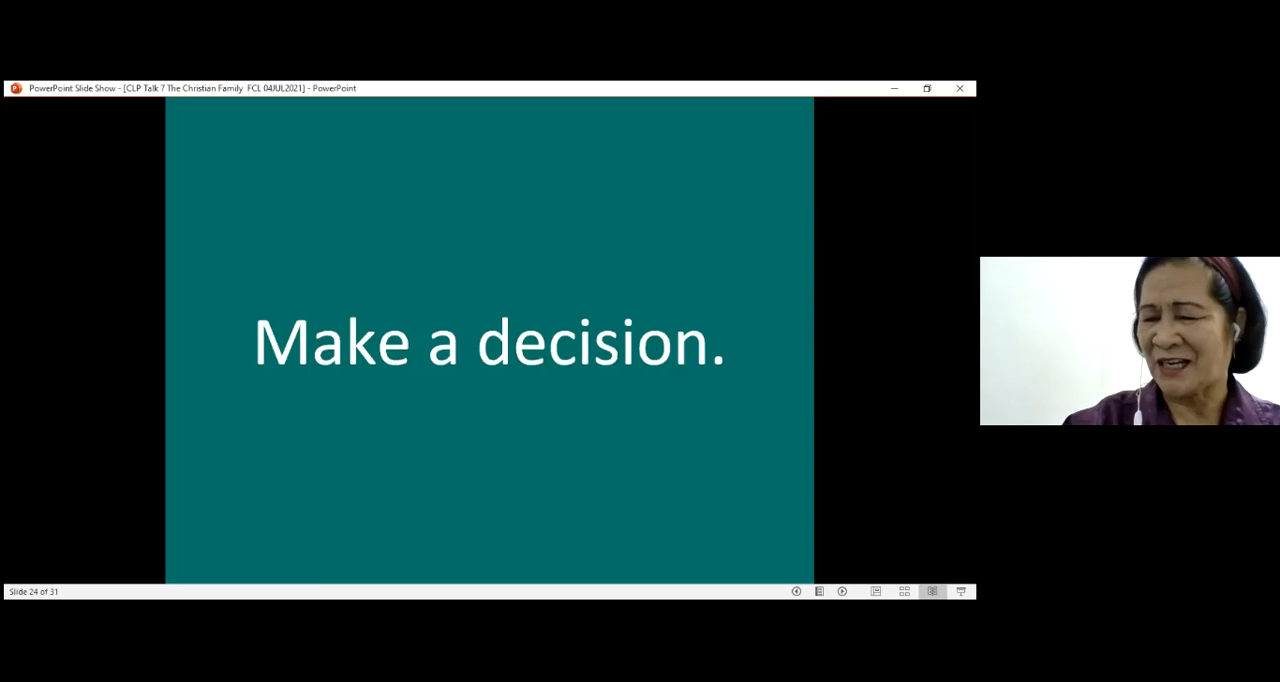 PowerPoint Slide Show - [CLP Talk 7 The Christian Family  FCL 04JUL2021] - PowerPoint
Make a decision.
Slide 24 of 31